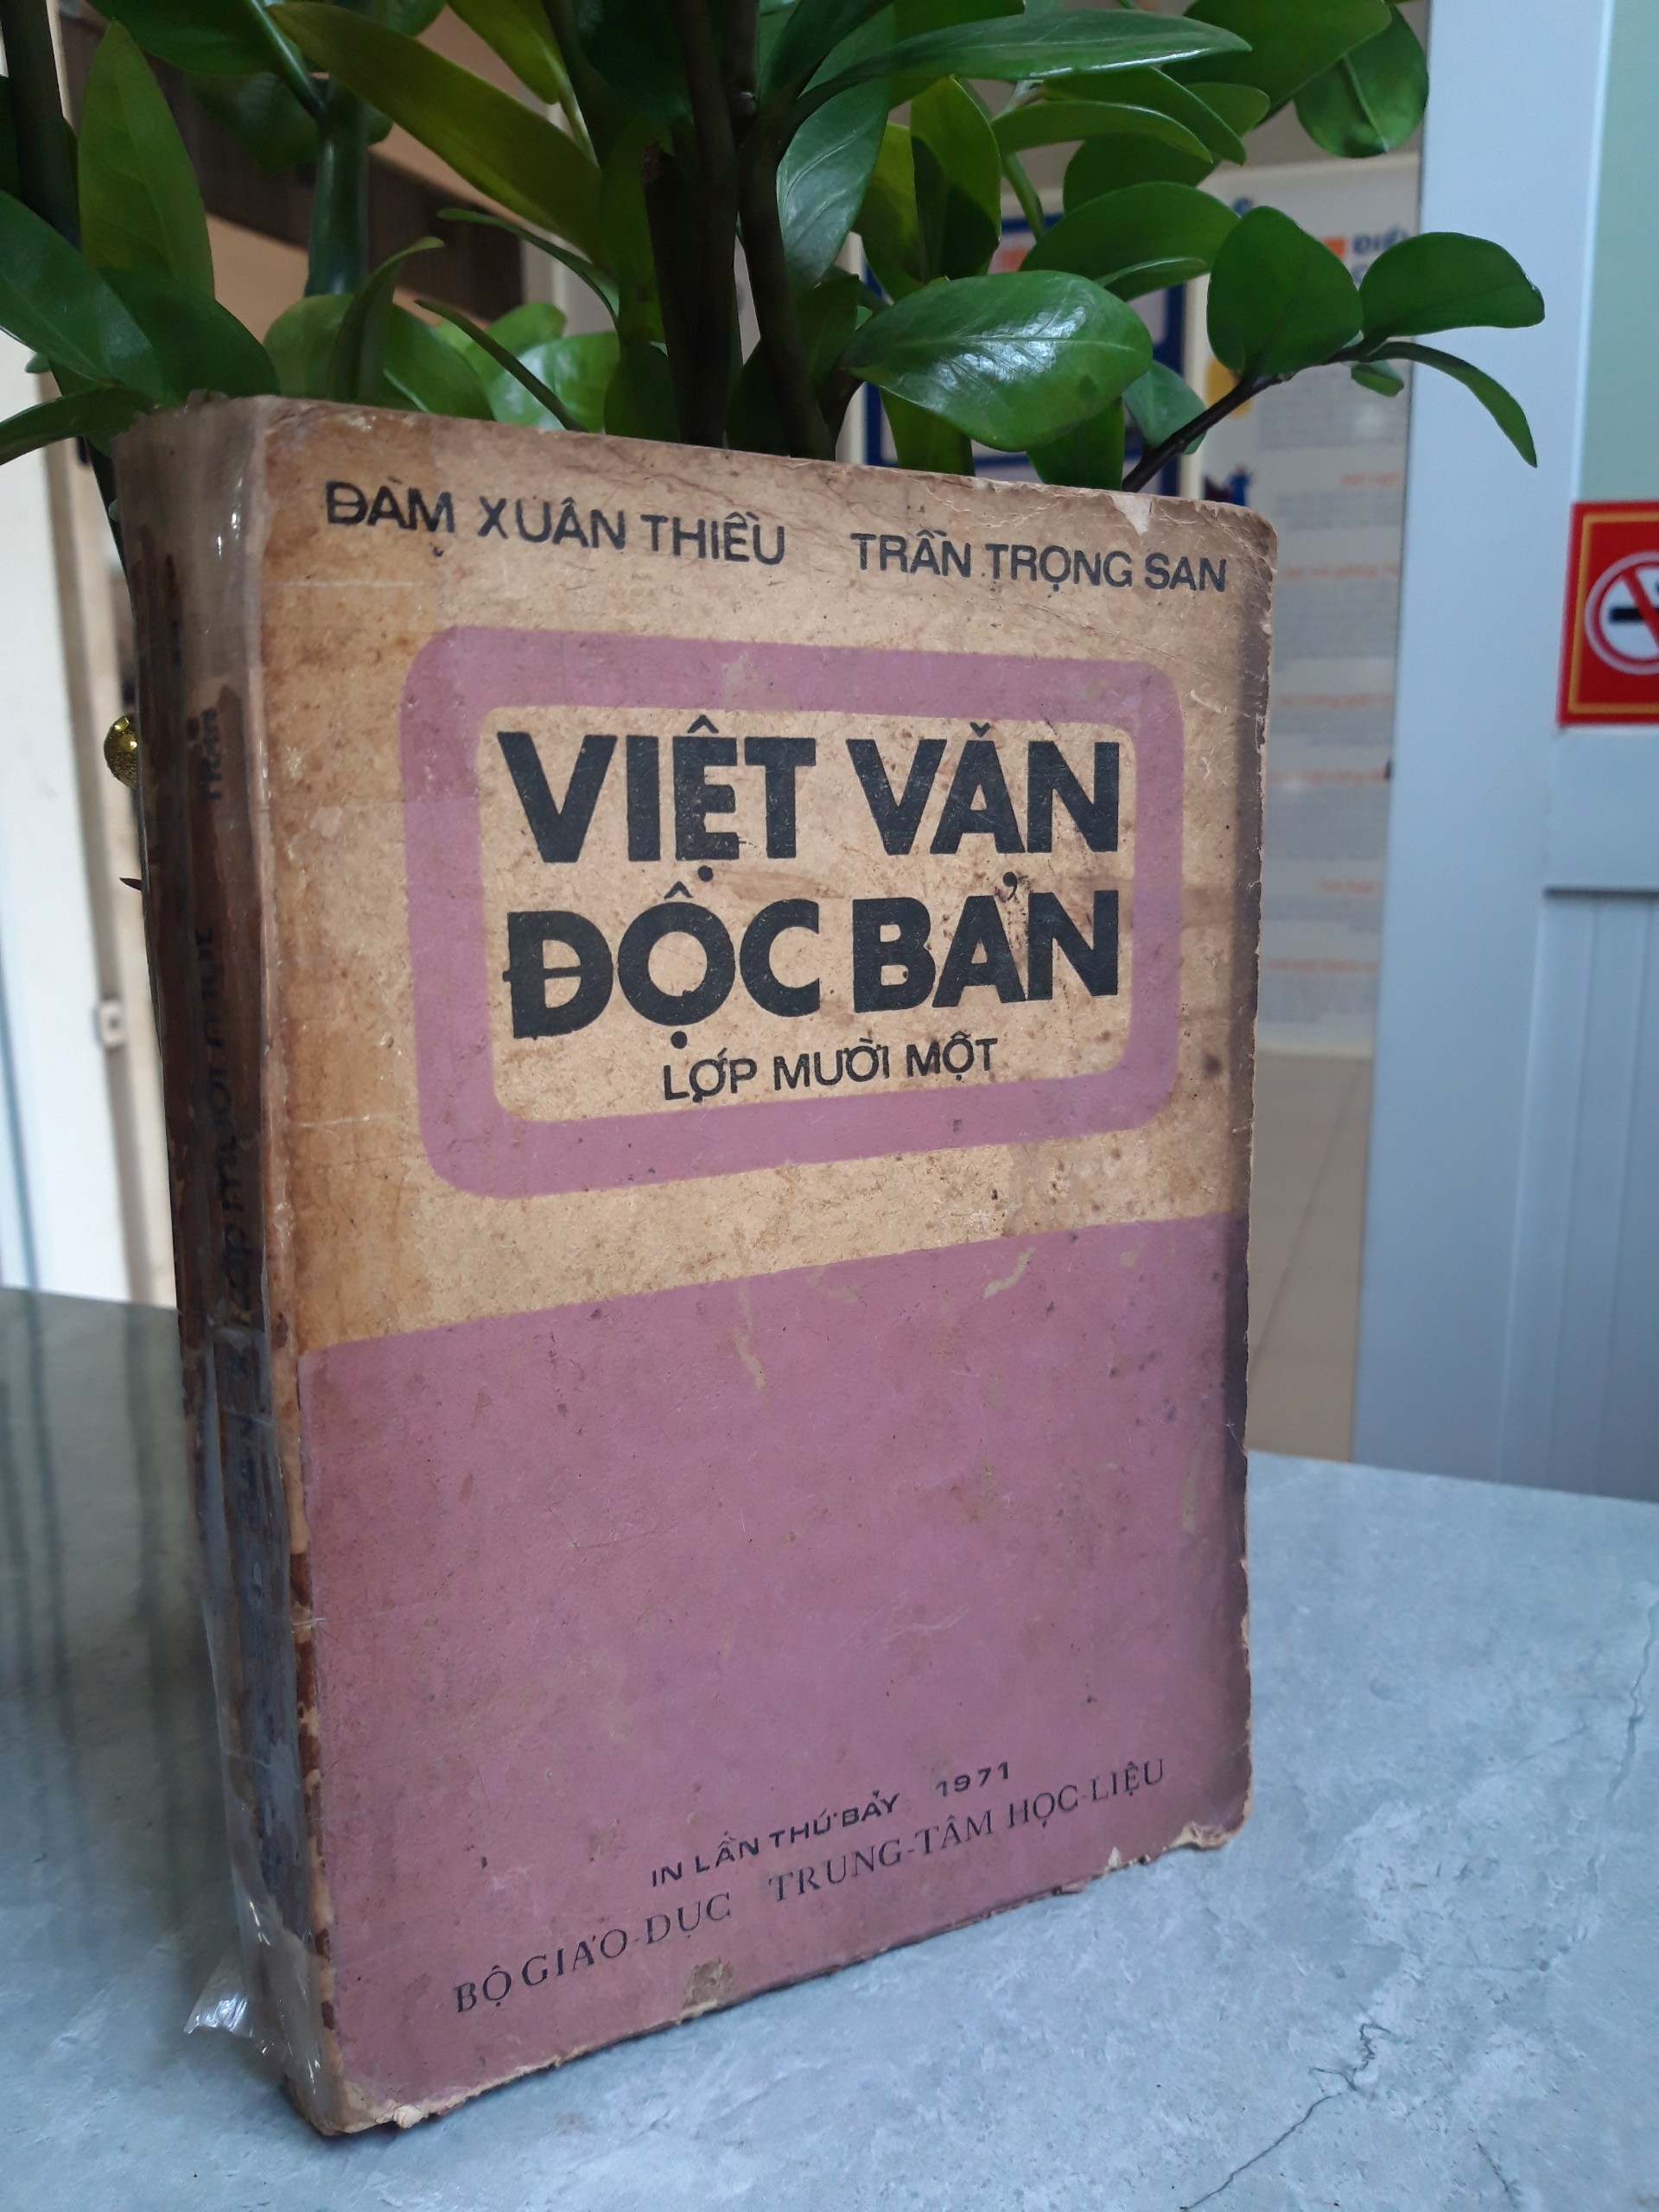 ĐÀM XUÂN THIỀU TRẦN TRỌNG SAN
VIỆT VĂN
ĐỘC BẢN
LỚP MƯỜI MỘT
IN LẦN THỨ BẢY 1971
BỘ GIÁO-DỤC TRUNG-TÂM HỌC-LIỆU